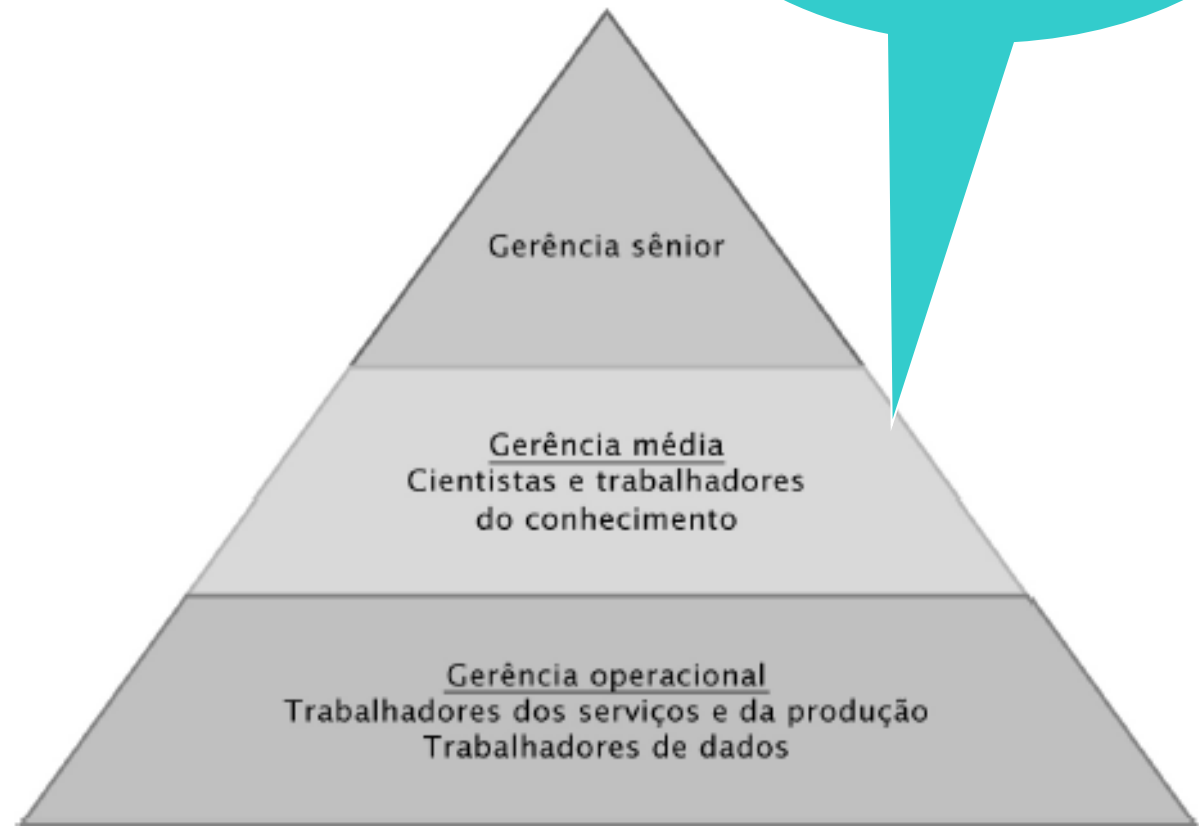 Gerência sênior
Gerência média
Cientistas e trabalhadores
do conhecimento
Gerência operacional
Trabalhadores dos serviços e da produção
Trabalhadores de dados